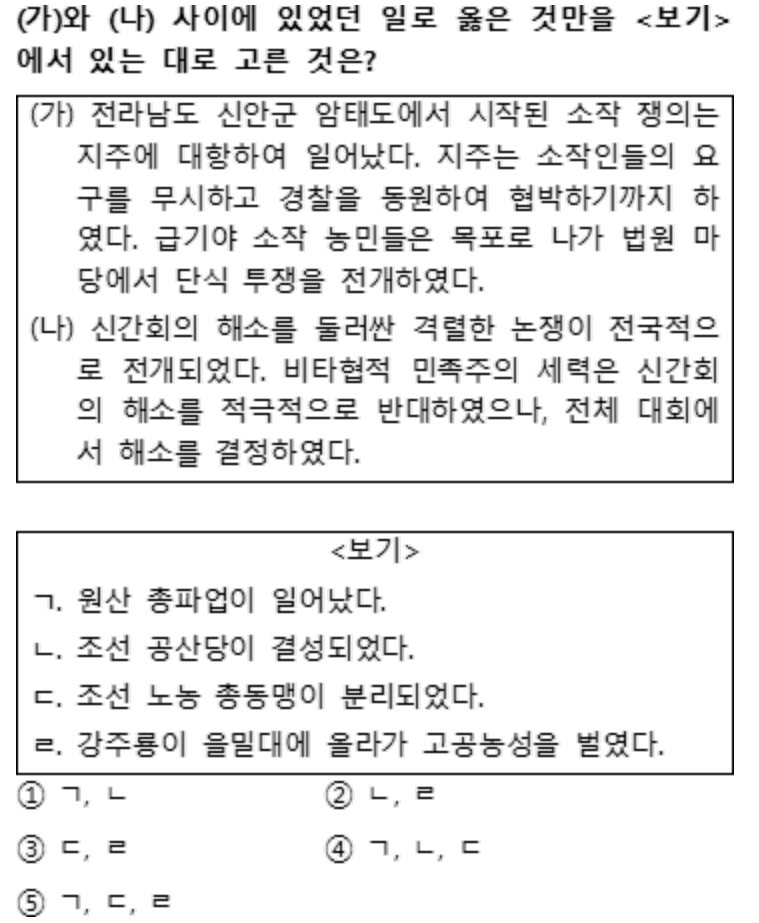 (가)와 (나) 사이에 있었던 일로 옳은 것만을 <보기>
에서 있는 대로 고른 것은?
(가) 전라남도 신안군 암태도에서 시작된 소작 쟁의는
지주에 대항하여 일어났다. 지주는 소작인들의 요
구를 무시하고 경찰을 동원하여 협박하기까지 하
였다. 급기야 소작 농민들은 목포로 나가 법원 마
당에서 단식 투쟁을 전개하였다.
(나) 신간회의 해소를 둘러싼 격렬한 논쟁이 전국적으
로 전개되었다. 비타협적 민족주의 세력은 신간회
의 해소를 적극적으로 반대하였으나, 전체 대회에
서 해소를 결정하였다.
<보기>
ㄱ. 원산 총파업이 일어났다.
ㄴ. 조선 공산당이 결성되었다.
ㄷ. 조선 노농 총동맹이 분리되었다.
ㄹ. 강주룡이 을밀대에 올라가 고공농성을 벌였다.
① ㄱ, ㄴ ② ㄴ, ㄹ
③ ㄷ, ㄹ ④ ㄱ, ㄴ, ㄷ
⑤ ㄱ, ㄷ, ㄹ